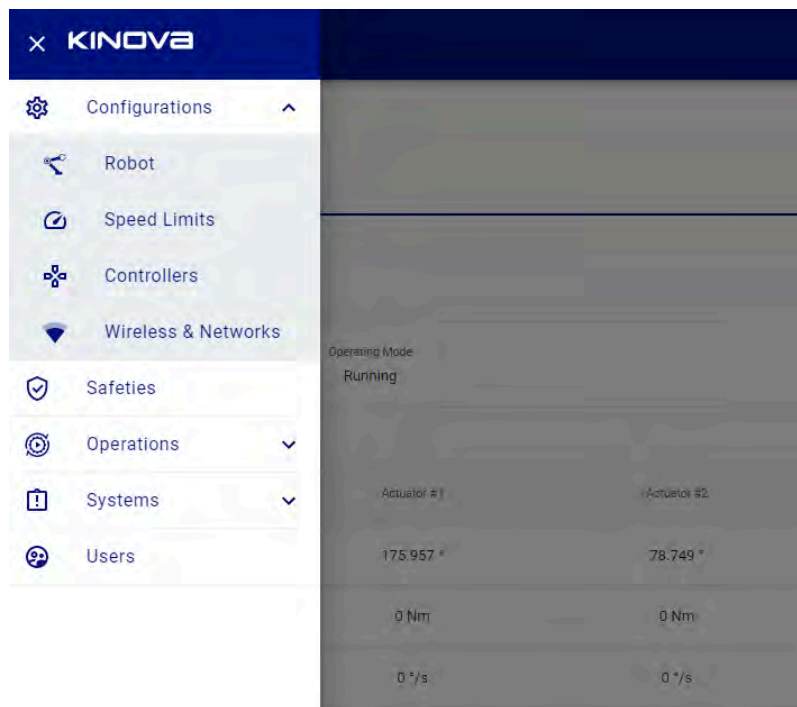 KINOVA
Configurations
Robot
Speed Limits
Controllers
Wireless & Networks
Safeties
Operations
Systems
Users
Operating Mode
Running
Actuator #1 Actuator #2
175.957 ° 78.749 °
0 Nm 0 Nm
0 °/s 0 °/s